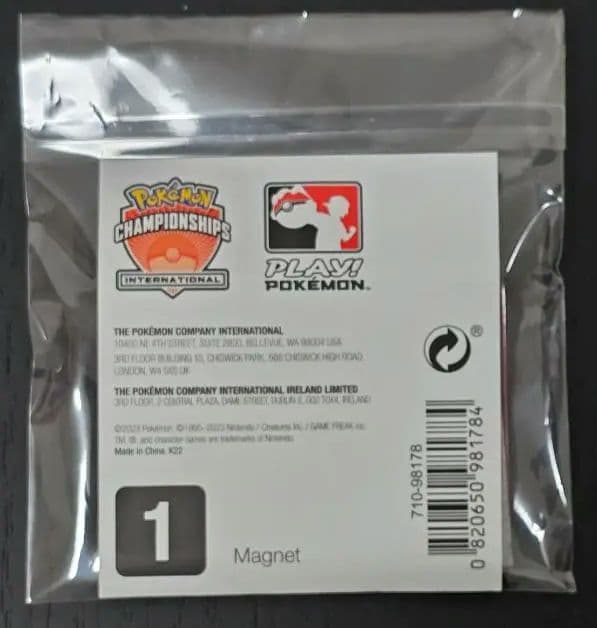 POKÉMON
CHAMPIONSHIPS
INTERNATIONAL
PLAY!
POKÉMON™
THE POKÉMON COMPANY INTERNATIONAL
10400 NE 4TH STREET, SUITE 2800, BELLEVUE, WA 98004 USA
3RD FLOOR BUILDING 10, CHISWICK PARK, 566 CHISWICK HIGH ROAD
LONDON, W4 5XS UK
THE POKÉMON COMPANY INTERNATIONAL IRELAND LIMITED
3RD FLOOR, 2 CENTRAL PLAZA, DAME STREET, DUBLIN 2, D02 T0X4, IRELAND
©2023 Pokémon. ©1995–2023 Nintendo / Creatures Inc. / GAME FREAK inc.
TM, ®, and character names are trademarks of Nintendo.
Made in China. K22
®
710-98178
0 820650 981784
1
Magnet